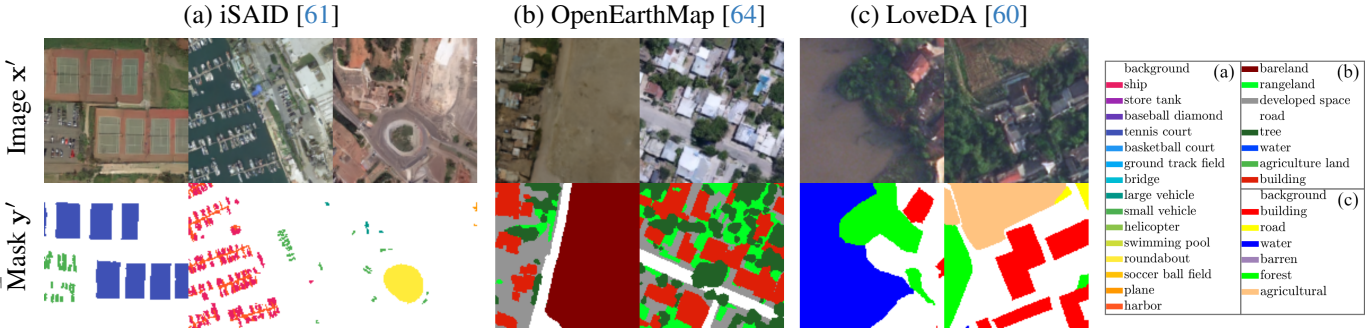 (a) iSAID [61]
(b) OpenEarthMap [64]
(c) LoveDA [60]
Image x′
Mask y′
(a)
background
ship
store tank
baseball diamond
tennis court
basketball court
ground track field
bridge
large vehicle
small vehicle
helicopter
swimming pool
roundabout
soccer ball field
plane
harbor
(b)
bareland
rangeland
developed space
road
tree
water
agriculture land
building
(c)
background
building
road
water
barren
forest
agricultural